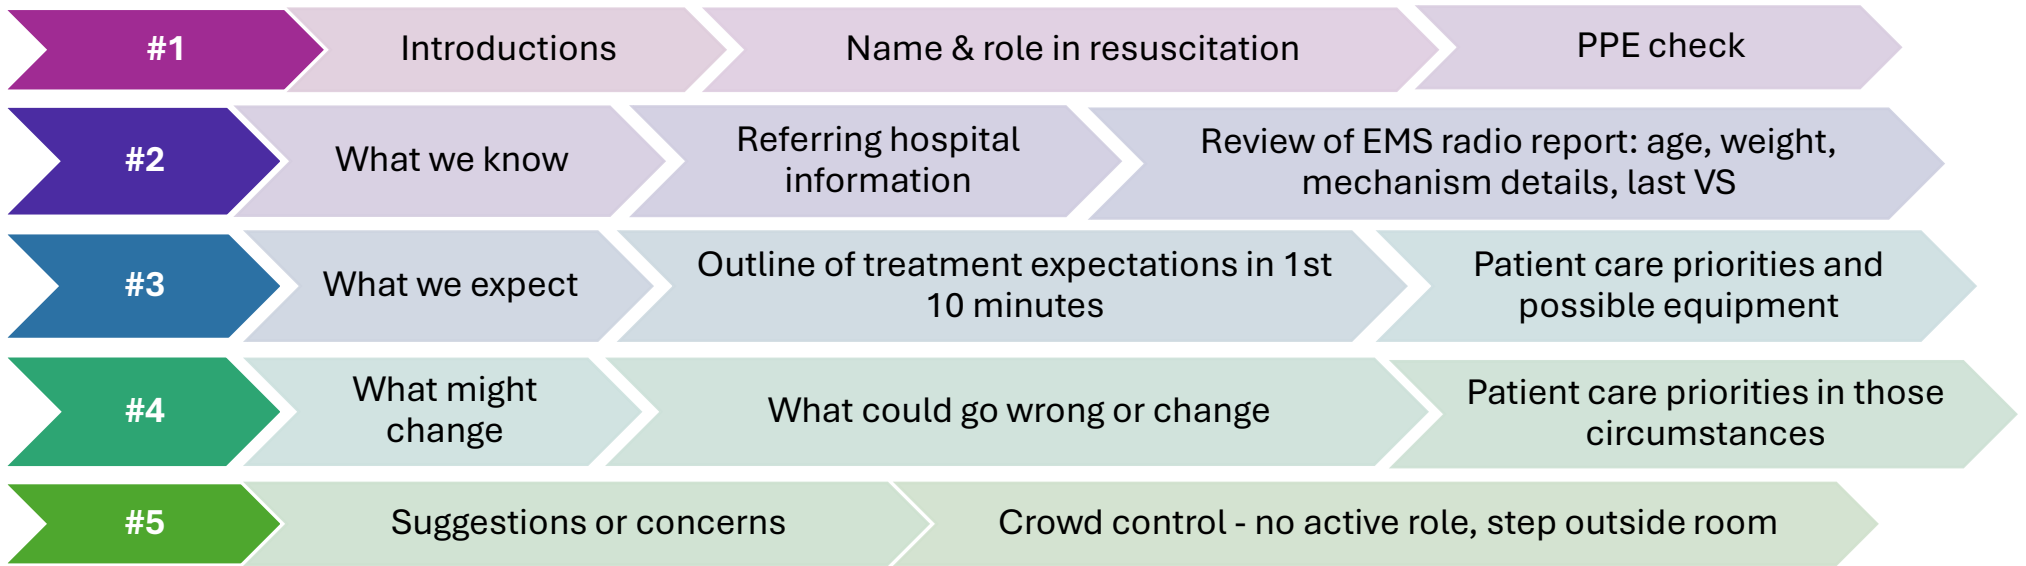 #1
Introductions
Name & role in resuscitation
PPE check
#2
What we know
Referring hospital
information
Review of EMS radio report: age, weight,
mechanism details, last VS
#3
What we expect
Outline of treatment expectations in 1st
10 minutes
Patient care priorities and
possible equipment
#4
What might
change
What could go wrong or change
Patient care priorities in those
circumstances
#5
Suggestions or concerns
Crowd control - no active role, step outside room